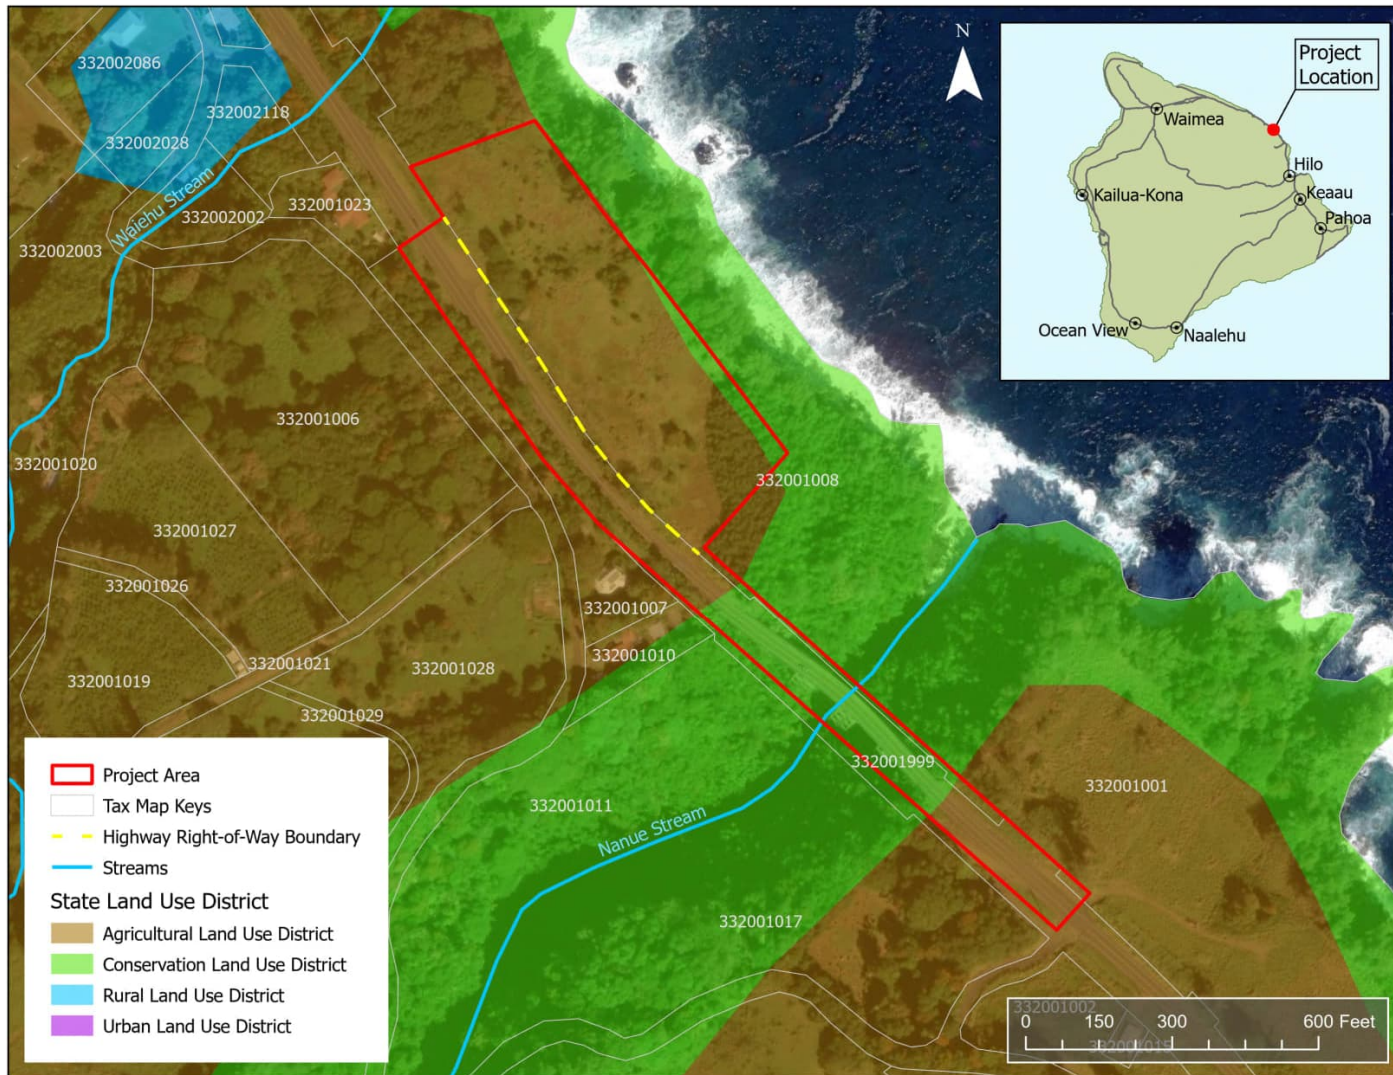 N
Project
Location
Waimea
Hilo
Keaau
Kailua-Kona
Pahoa
Ocean View
Naalehu
332002086
332002118
332002028
Waiehu Stream
332001023
332002002
332002003
332001006
332001020
332001008
332001027
332001026
332001007
332001010
332001021
332001028
332001019
332001029
332001999
332001001
332001011
Nanue Stream
332001017
Project Area
Tax Map Keys
Highway Right-of-Way Boundary
Streams
State Land Use District
Agricultural Land Use District
Conservation Land Use District
Rural Land Use District
Urban Land Use District
332001002
0 150 300 600 Feet
332001015